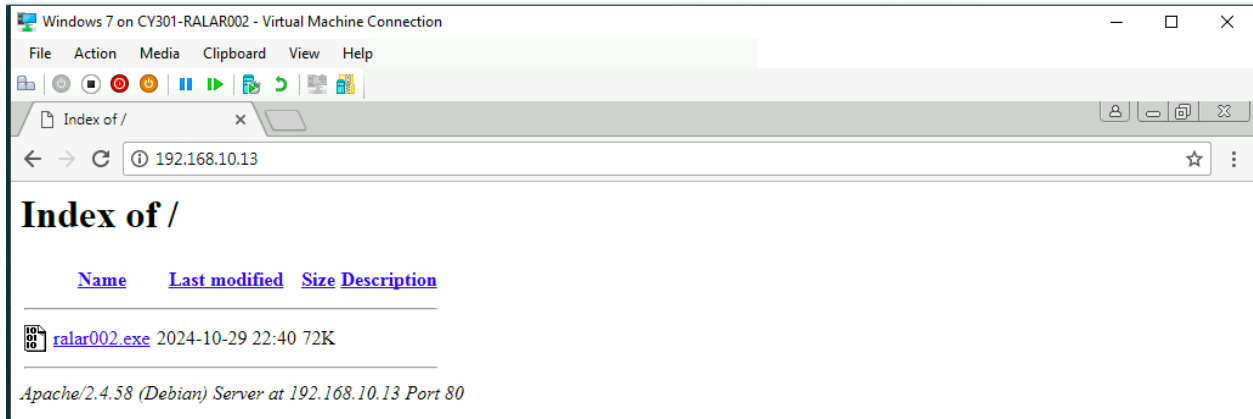 Windows 7 on CY301-RALAR002 - Virtual Machine Connection
File Action Media Clipboard View Help
Index of /
192.168.10.13
Index of /
Name Last modified Size Description
ralar002.exe 2024-10-29 22:40 72K
Apache/2.4.58 (Debian) Server at 192.168.10.13 Port 80